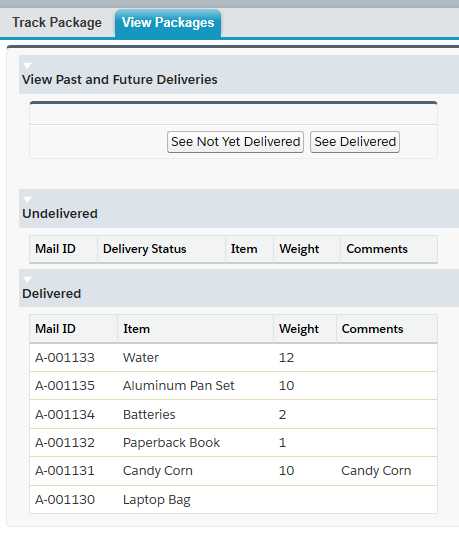 Track Package View Packages
View Past and Future Deliveries
See Not Yet Delivered See Delivered
Undelivered
Mail ID Delivery Status Item Weight Comments
Delivered
Mail ID Item Weight Comments
A-001133 Water 12
A-001135 Aluminum Pan Set 10
A-001134 Batteries 2
A-001132 Paperback Book 1
A-001131 Candy Corn 10 Candy Corn
A-001130 Laptop Bag